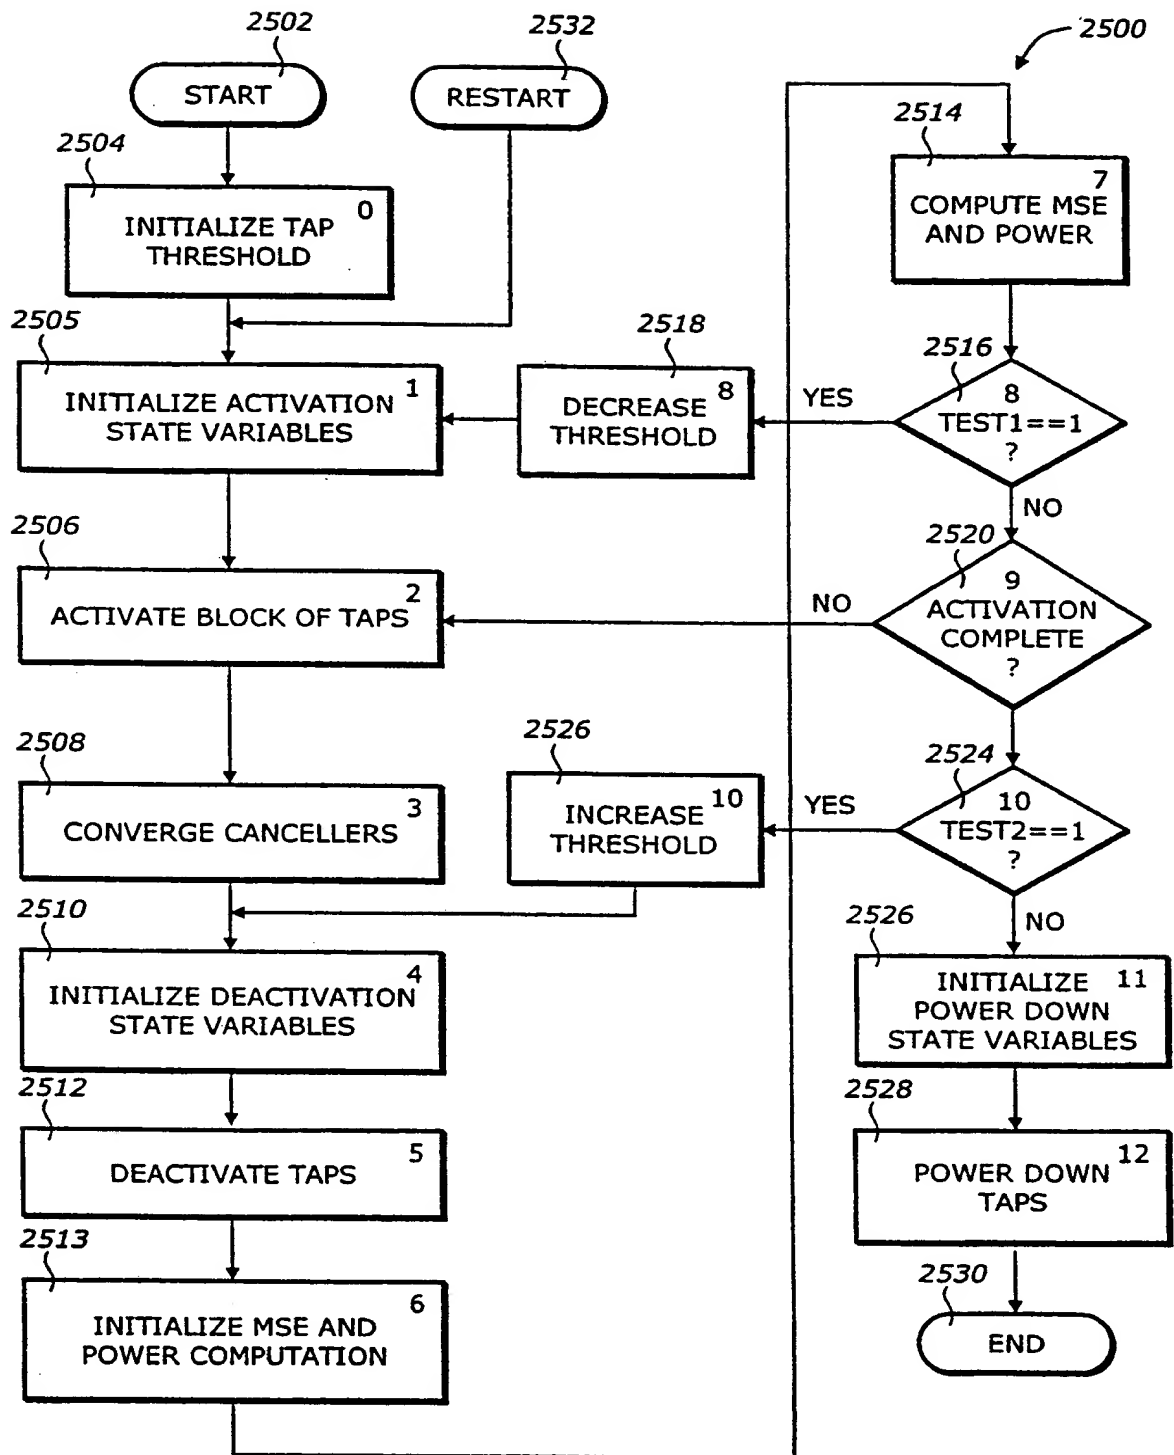 2502
START
2532
RESTART
2500
2504
0
INITIALIZE TAP
THRESHOLD
2505
1
INITIALIZE ACTIVATION
STATE VARIABLES
2506
2
ACTIVATE BLOCK OF TAPS
2508
3
CONVERGE CANCELLERS
2510
4
INITIALIZE DEACTIVATION
STATE VARIABLES
2512
5
DEACTIVATE TAPS
2513
6
INITIALIZE MSE AND
POWER COMPUTATION
2518
8
DECREASE
THRESHOLD
2526
10
INCREASE
THRESHOLD
2514
7
COMPUTE MSE
AND POWER
2516
8
TEST1==1
?
YES
NO
2520
9
ACTIVATION
COMPLETE
?
NO
2524
10
TEST2==1
?
YES
NO
2526
11
INITIALIZE
POWER DOWN
STATE VARIABLES
2528
12
POWER DOWN
TAPS
2530
END